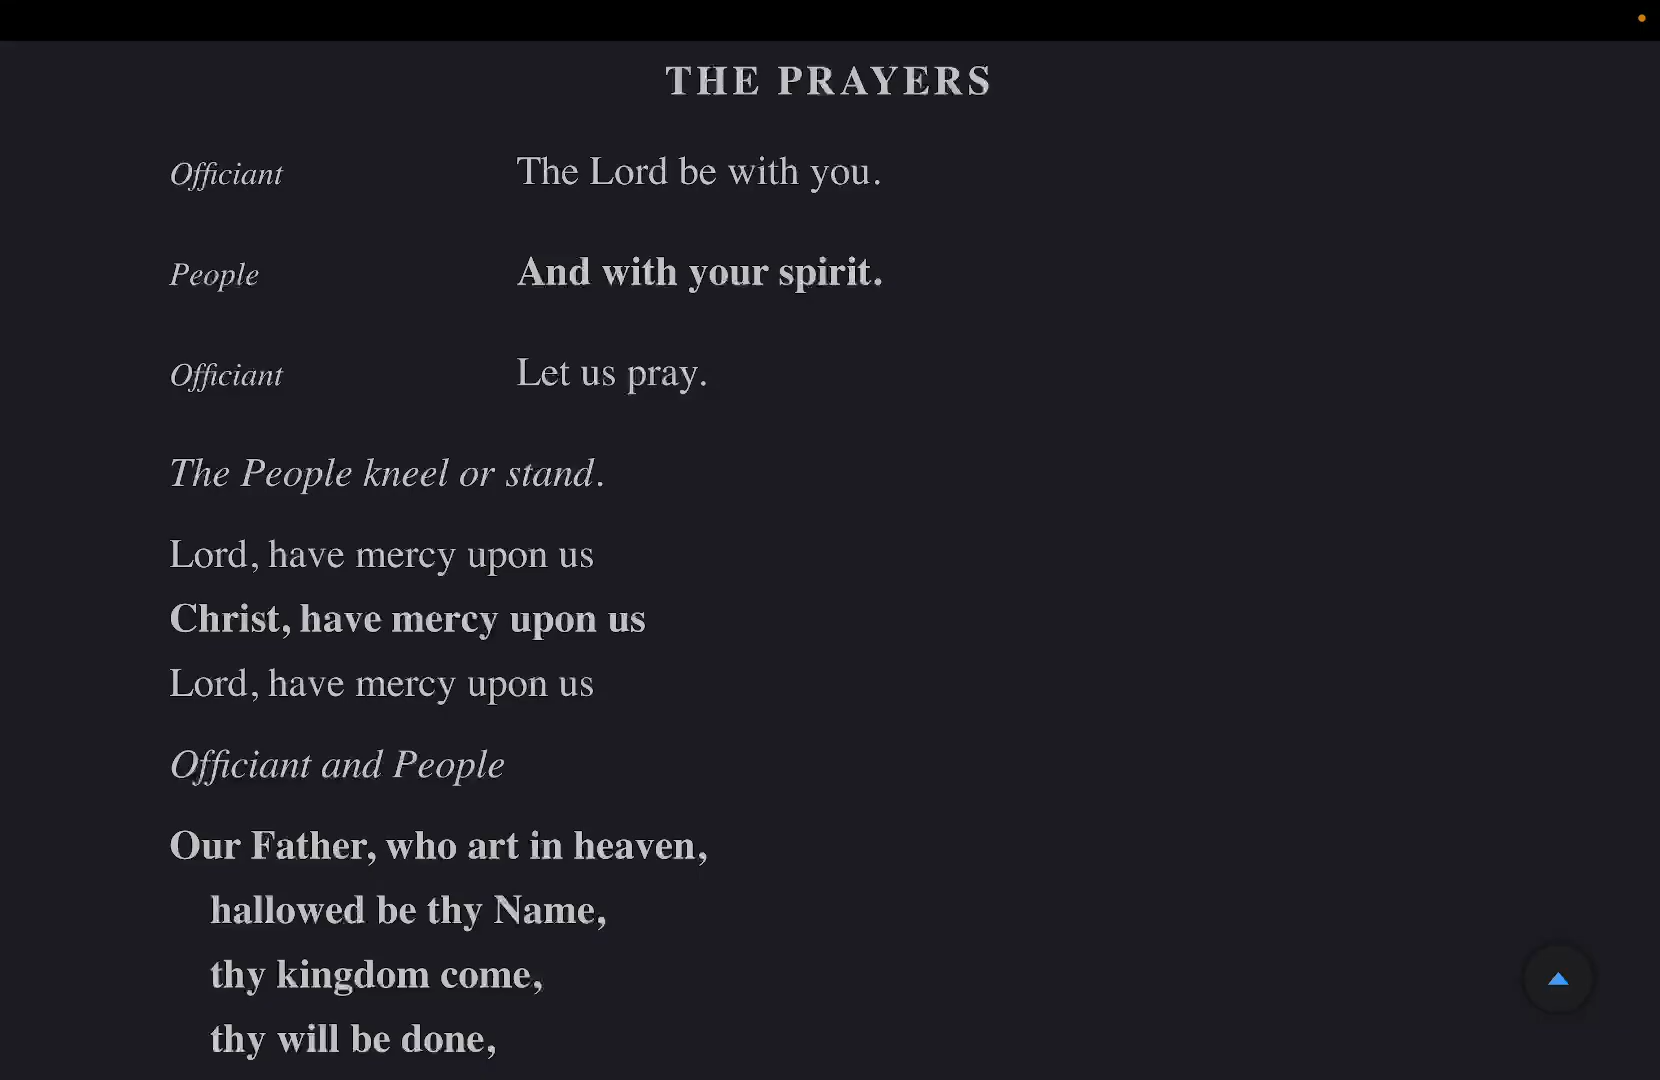 THE PRAYERS
Officiant The Lord be with you.
People And with your spirit.
Officiant Let us pray.
The People kneel or stand.
Lord, have mercy upon us
Christ, have mercy upon us
Lord, have mercy upon us
Officiant and People
Our Father, who art in heaven,
hallowed be thy Name,
thy kingdom come,
thy will be done,